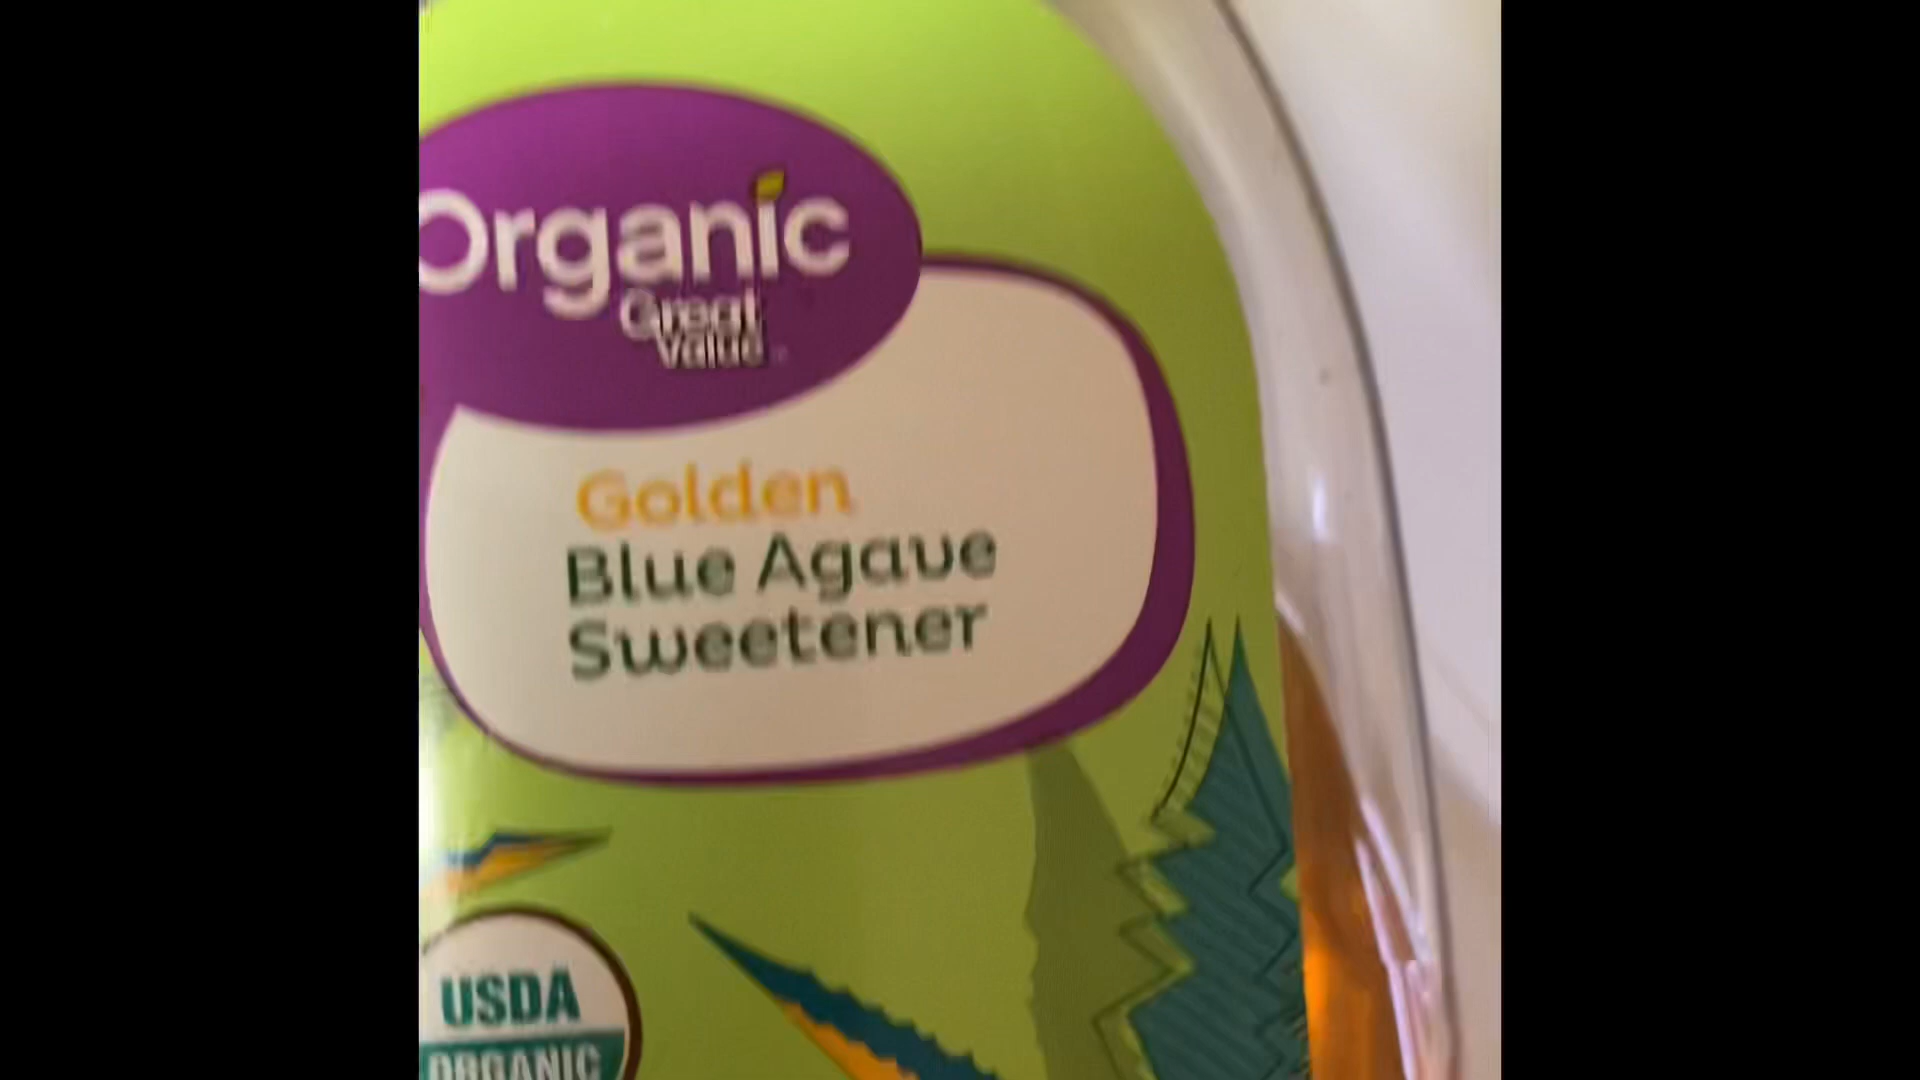 Organic
Great
Value
Golden
Blue Agave
Sweetener
USDA
ORGANIC